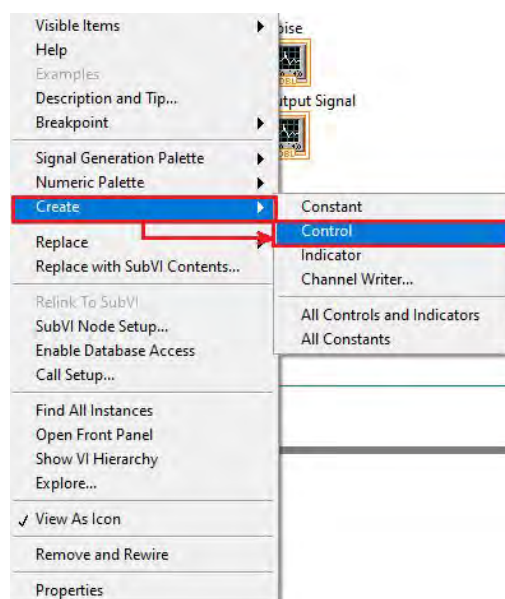 Visible Items
Help
Examples
Description and Tip...
Breakpoint
Signal Generation Palette
Numeric Palette
Create
Replace
Replace with SubVI Contents...
Relink To SubVI
SubVI Node Setup...
Enable Database Access
Call Setup...
Find All Instances
Open Front Panel
Show VI Hierarchy
Explore...
View As Icon
Remove and Rewire
Properties
oise
DBL
utput Signal
DBL
Constant
Control
Indicator
Channel Writer...
All Controls and Indicators
All Constants